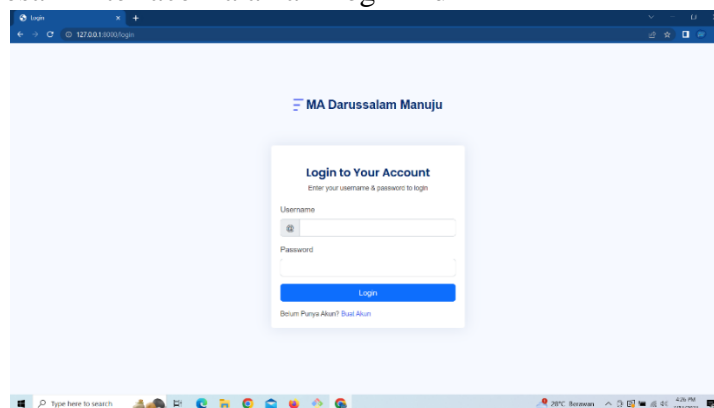 Login
127.0.0.1:8000/login
MA Darussalam Manuju
Login to Your Account
Enter your username & password to login
Username
@
Password
Login
Belum Punya Akun? Buat Akun
Type here to search
28°C Berawan
4:26 PM